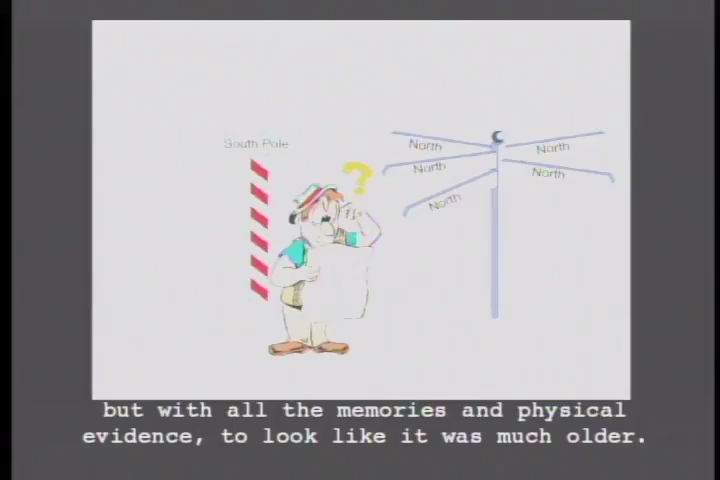 South Pole
North
North
North
North
North
but with all the memories and physical
evidence, to look like it was much older.